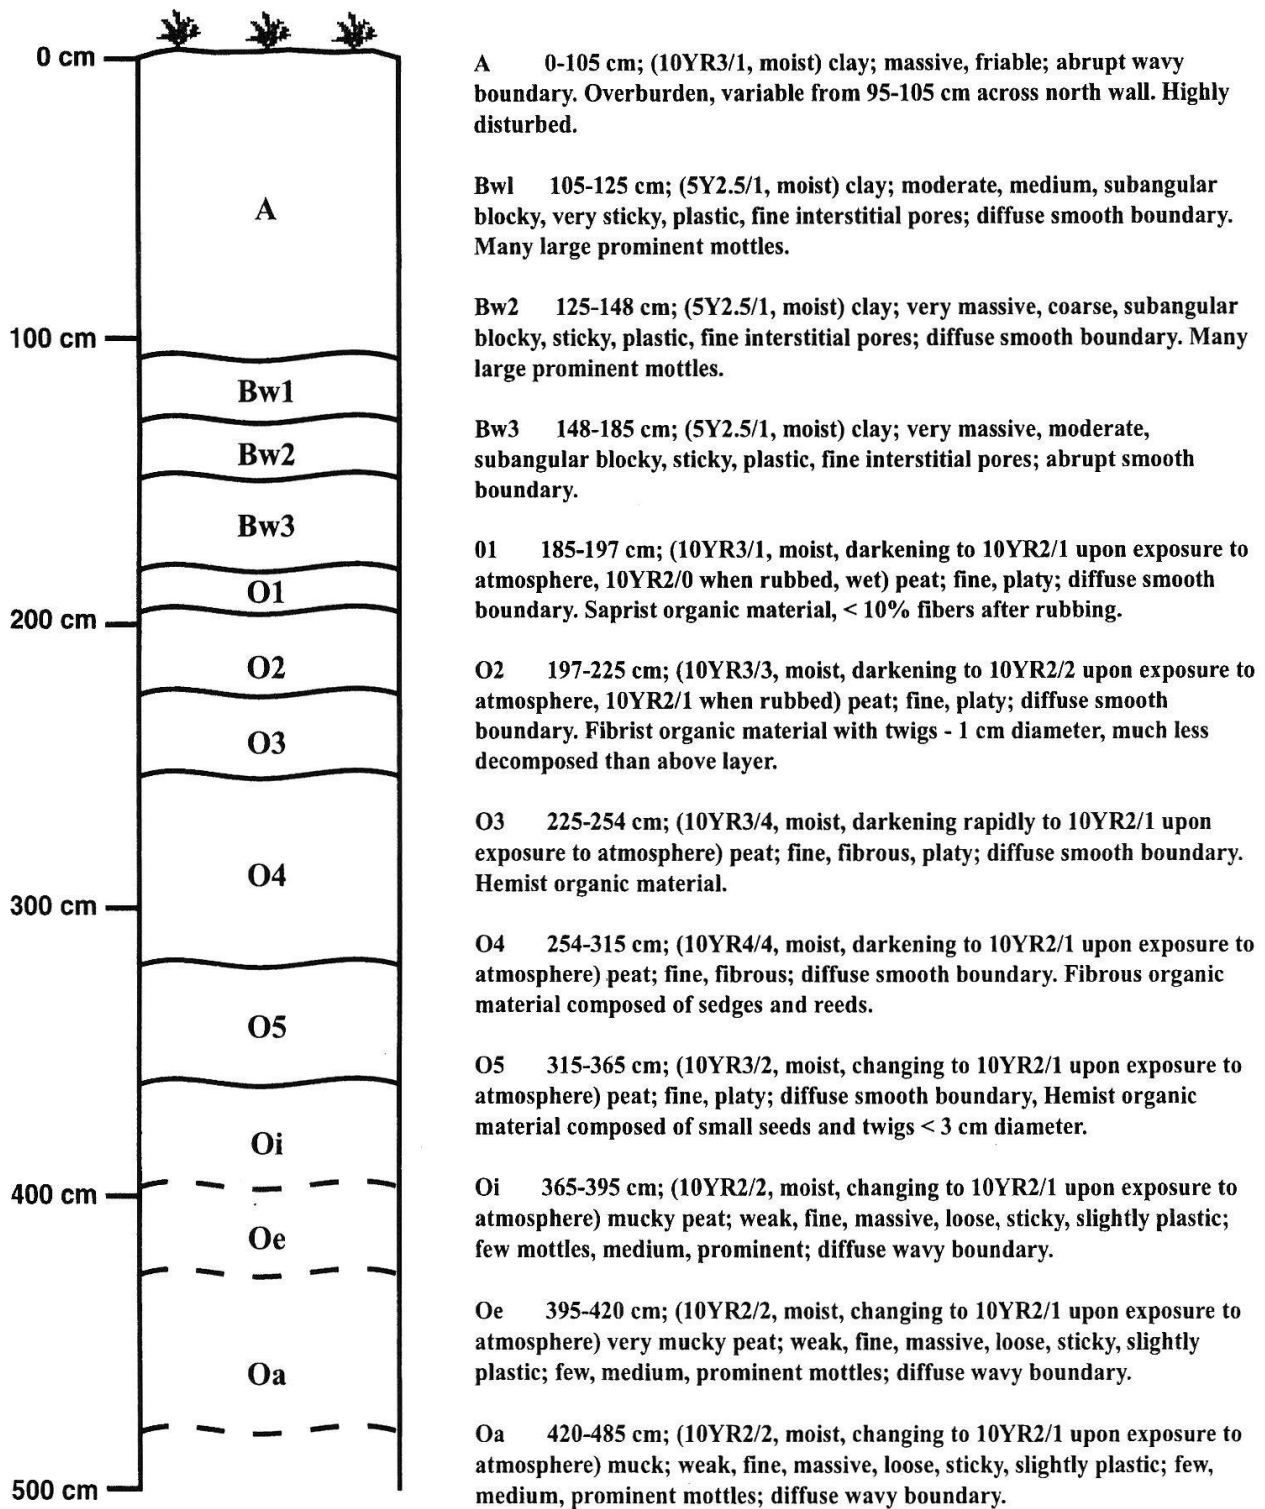 0 cm
100 cm
200 cm
300 cm
400 cm
500 cm
A
Bw1
Bw2
Bw3
O1
O2
O3
O4
O5
Oi
Oe
Oa
A 0-105 cm; (10YR3/1, moist) clay; massive, friable; abrupt wavy
boundary. Overburden, variable from 95-105 cm across north wall. Highly
disturbed.
Bwl 105-125 cm; (5Y2.5/1, moist) clay; moderate, medium, subangular
blocky, very sticky, plastic, fine interstitial pores; diffuse smooth boundary.
Many large prominent mottles.
Bw2 125-148 cm; (5Y2.5/1, moist) clay; very massive, coarse, subangular
blocky, sticky, plastic, fine interstitial pores; diffuse smooth boundary. Many
large prominent mottles.
Bw3 148-185 cm; (5Y2.5/1, moist) clay; very massive, moderate,
subangular blocky, sticky, plastic, fine interstitial pores; abrupt smooth
boundary.
01 185-197 cm; (10YR3/1, moist, darkening to 10YR2/1 upon exposure to
atmosphere, 10YR2/0 when rubbed, wet) peat; fine, platy; diffuse smooth
boundary. Saprist organic material, < 10% fibers after rubbing.
O2 197-225 cm; (10YR3/3, moist, darkening to 10YR2/2 upon exposure to
atmosphere, 10YR2/1 when rubbed) peat; fine, platy; diffuse smooth
boundary. Fibrist organic material with twigs - 1 cm diameter, much less
decomposed than above layer.
O3 225-254 cm; (10YR3/4, moist, darkening rapidly to 10YR2/1 upon
exposure to atmosphere) peat; fine, fibrous, platy; diffuse smooth boundary.
Hemist organic material.
O4 254-315 cm; (10YR4/4, moist, darkening to 10YR2/1 upon exposure to
atmosphere) peat; fine, fibrous; diffuse smooth boundary. Fibrous organic
material composed of sedges and reeds.
O5 315-365 cm; (10YR3/2, moist, changing to 10YR2/1 upon exposure to
atmosphere) peat; fine, platy; diffuse smooth boundary, Hemist organic
material composed of small seeds and twigs < 3 cm diameter.
Oi 365-395 cm; (10YR2/2, moist, changing to 10YR2/1 upon exposure to
atmosphere) mucky peat; weak, fine, massive, loose, sticky, slightly plastic;
few mottles, medium, prominent; diffuse wavy boundary.
Oe 395-420 cm; (10YR2/2, moist, changing to 10YR2/1 upon exposure to
atmosphere) very mucky peat; weak, fine, massive, loose, sticky, slightly
plastic; few, medium, prominent mottles; diffuse wavy boundary.
Oa 420-485 cm; (10YR2/2, moist, changing to 10YR2/1 upon exposure to
atmosphere) muck; weak, fine, massive, loose, sticky, slightly plastic; few,
medium, prominent mottles; diffuse wavy boundary.